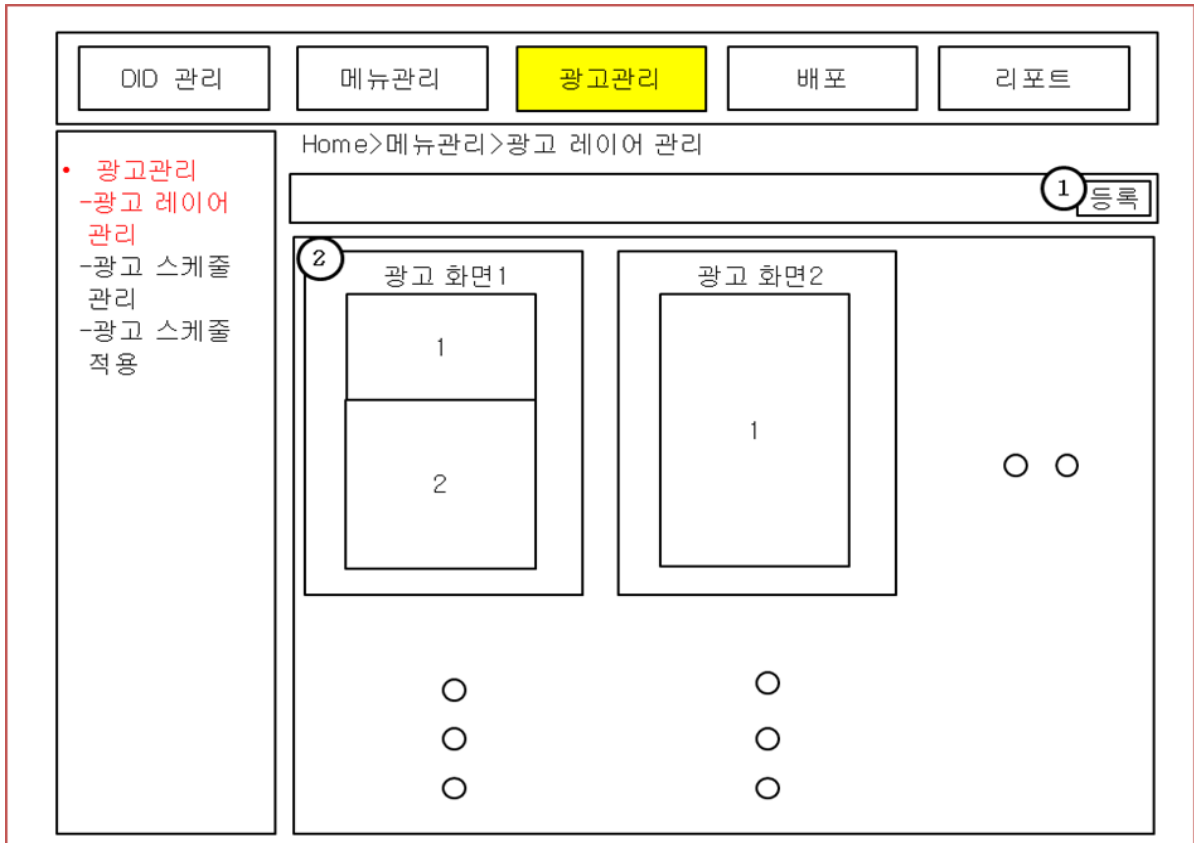 DID 관리 메뉴관리 광고관리 배포 리포트
Home>메뉴관리>광고 레이어 관리
• 광고관리
-광고 레이어
관리
-광고 스케줄
관리
-광고 스케줄
적용
1 등록
2
광고 화면1
1
2
광고 화면2
1